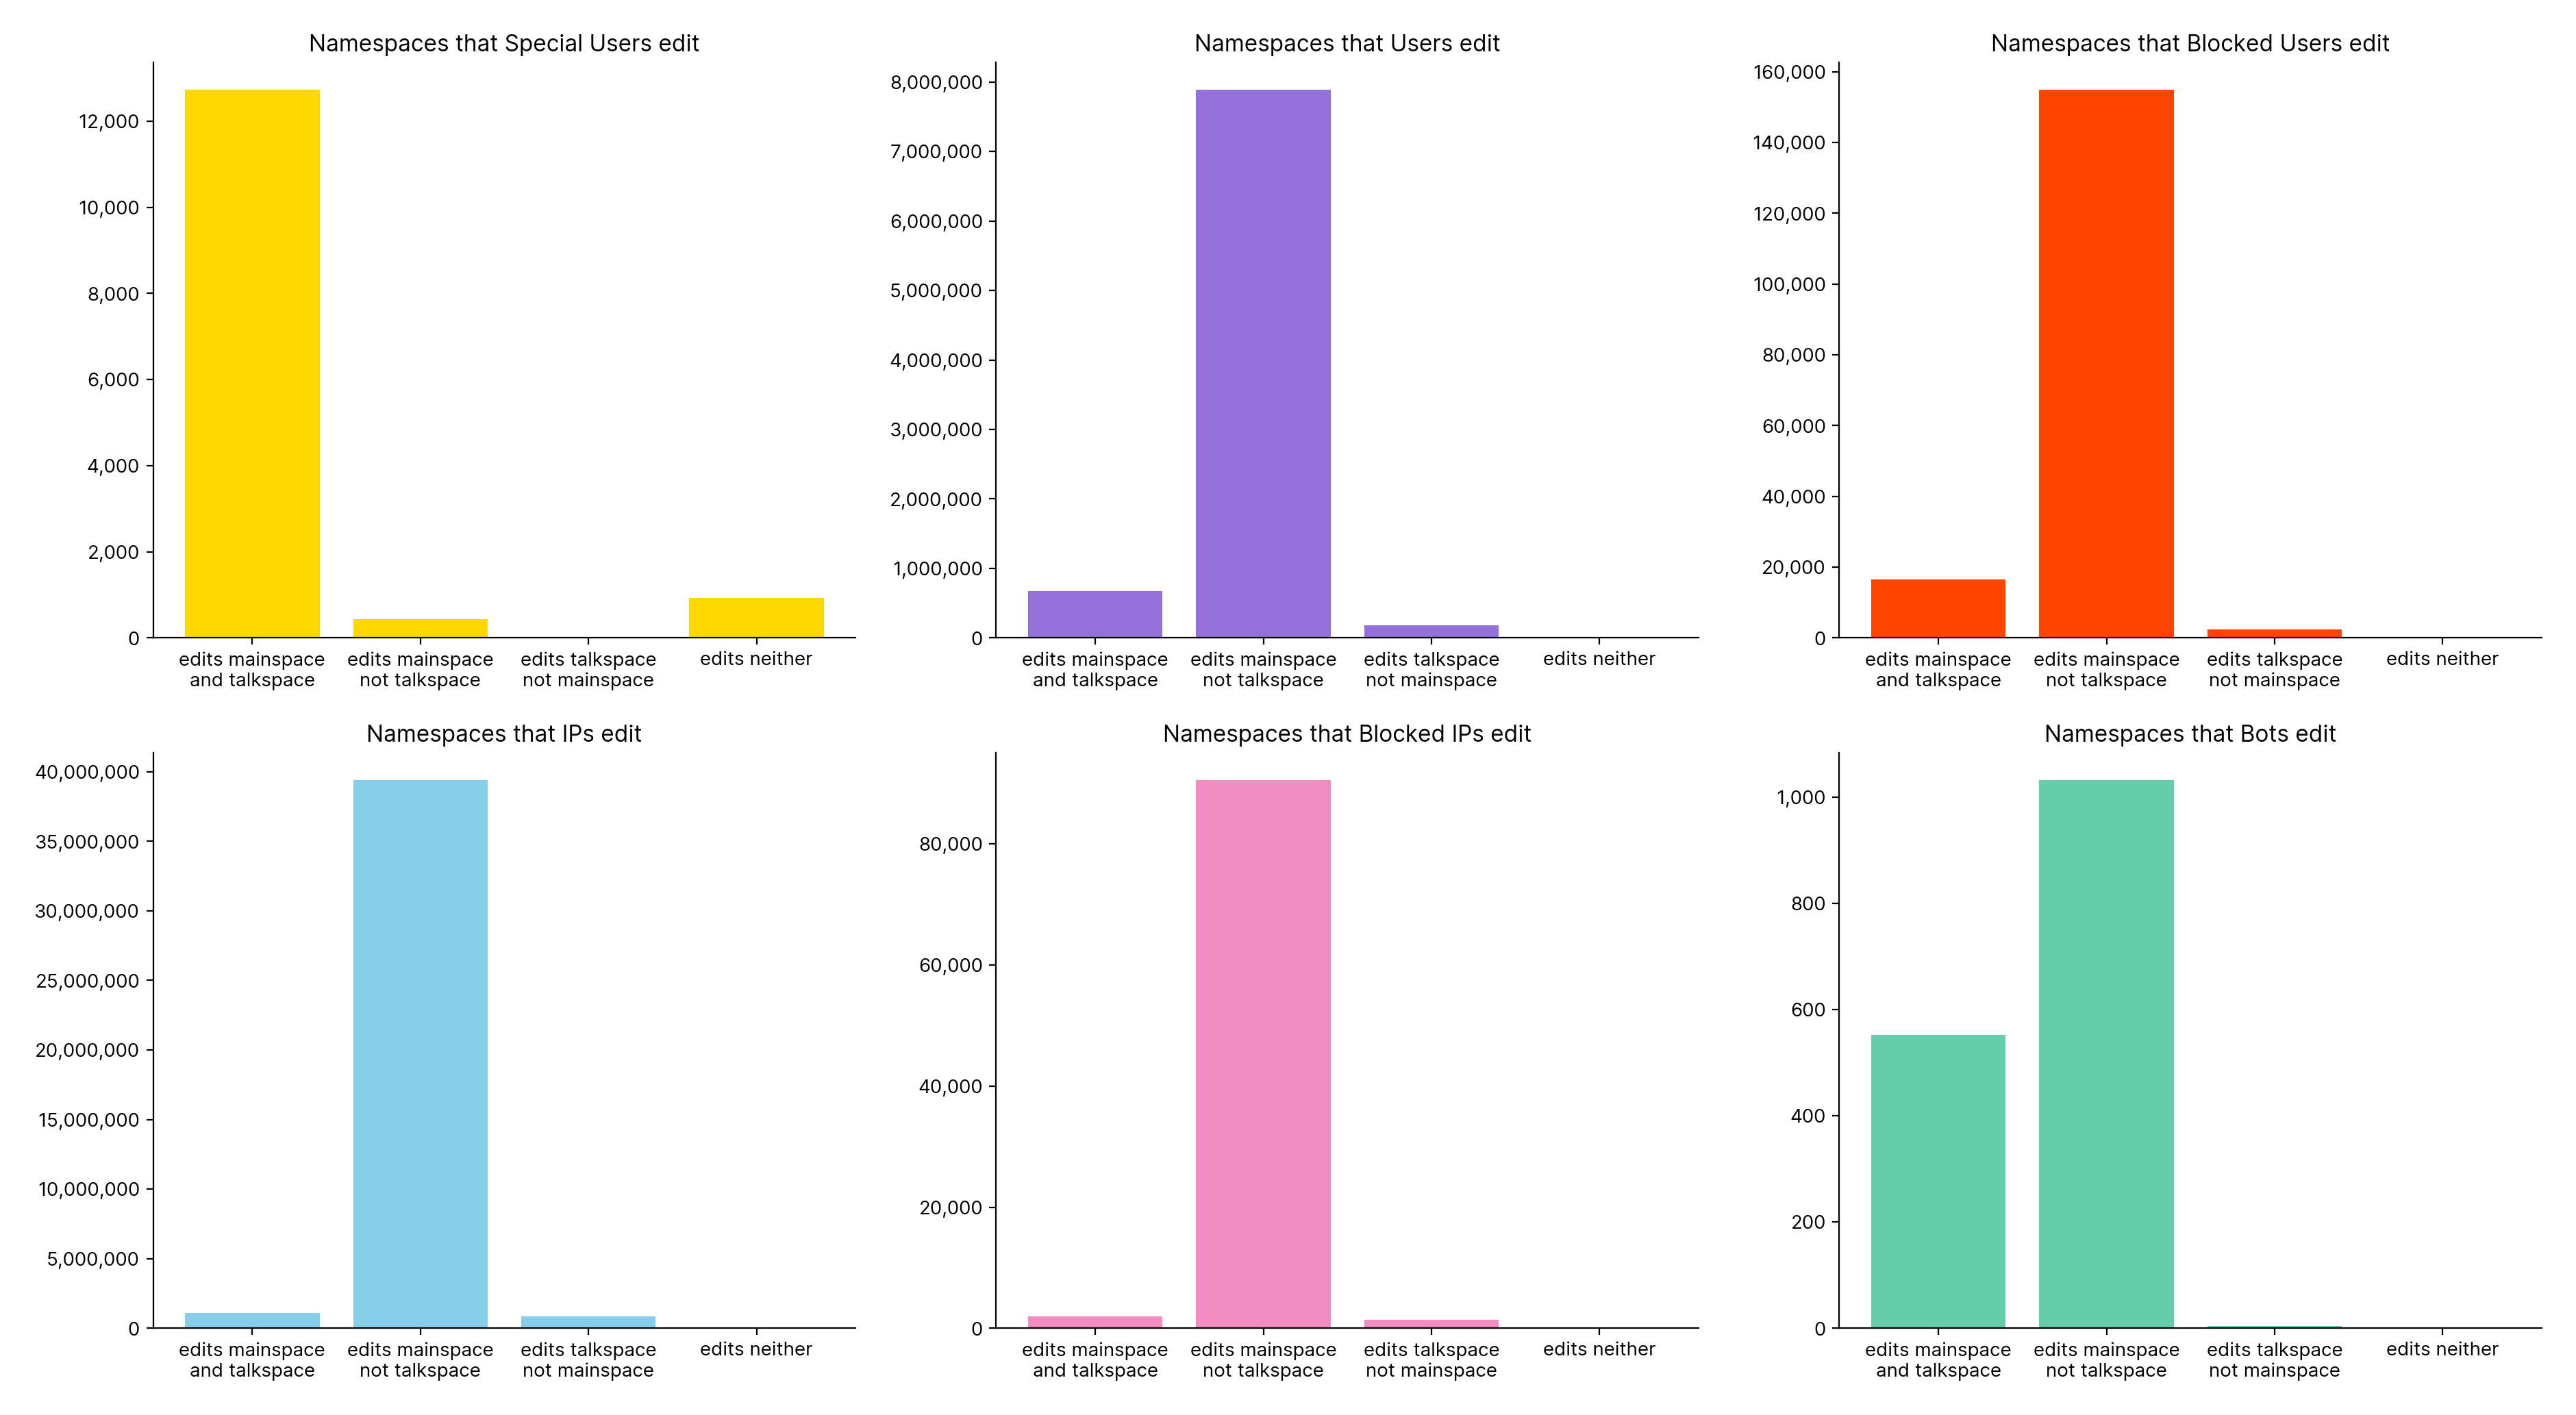 Namespaces that Special Users edit
12,000
10,000
8,000
6,000
4,000
2,000
0
edits mainspace
and talkspace
edits mainspace
not talkspace
edits talkspace
not mainspace
edits neither
Namespaces that Users edit
8,000,000
7,000,000
6,000,000
5,000,000
4,000,000
3,000,000
2,000,000
1,000,000
0
edits mainspace
and talkspace
edits mainspace
not talkspace
edits talkspace
not mainspace
edits neither
Namespaces that Blocked Users edit
160,000
140,000
120,000
100,000
80,000
60,000
40,000
20,000
0
edits mainspace
and talkspace
edits mainspace
not talkspace
edits talkspace
not mainspace
edits neither
Namespaces that IPs edit
40,000,000
35,000,000
30,000,000
25,000,000
20,000,000
15,000,000
10,000,000
5,000,000
0
edits mainspace
and talkspace
edits mainspace
not talkspace
edits talkspace
not mainspace
edits neither
Namespaces that Blocked IPs edit
80,000
60,000
40,000
20,000
0
edits mainspace
and talkspace
edits mainspace
not talkspace
edits talkspace
not mainspace
edits neither
Namespaces that Bots edit
1,000
800
600
400
200
0
edits mainspace
and talkspace
edits mainspace
not talkspace
edits talkspace
not mainspace
edits neither